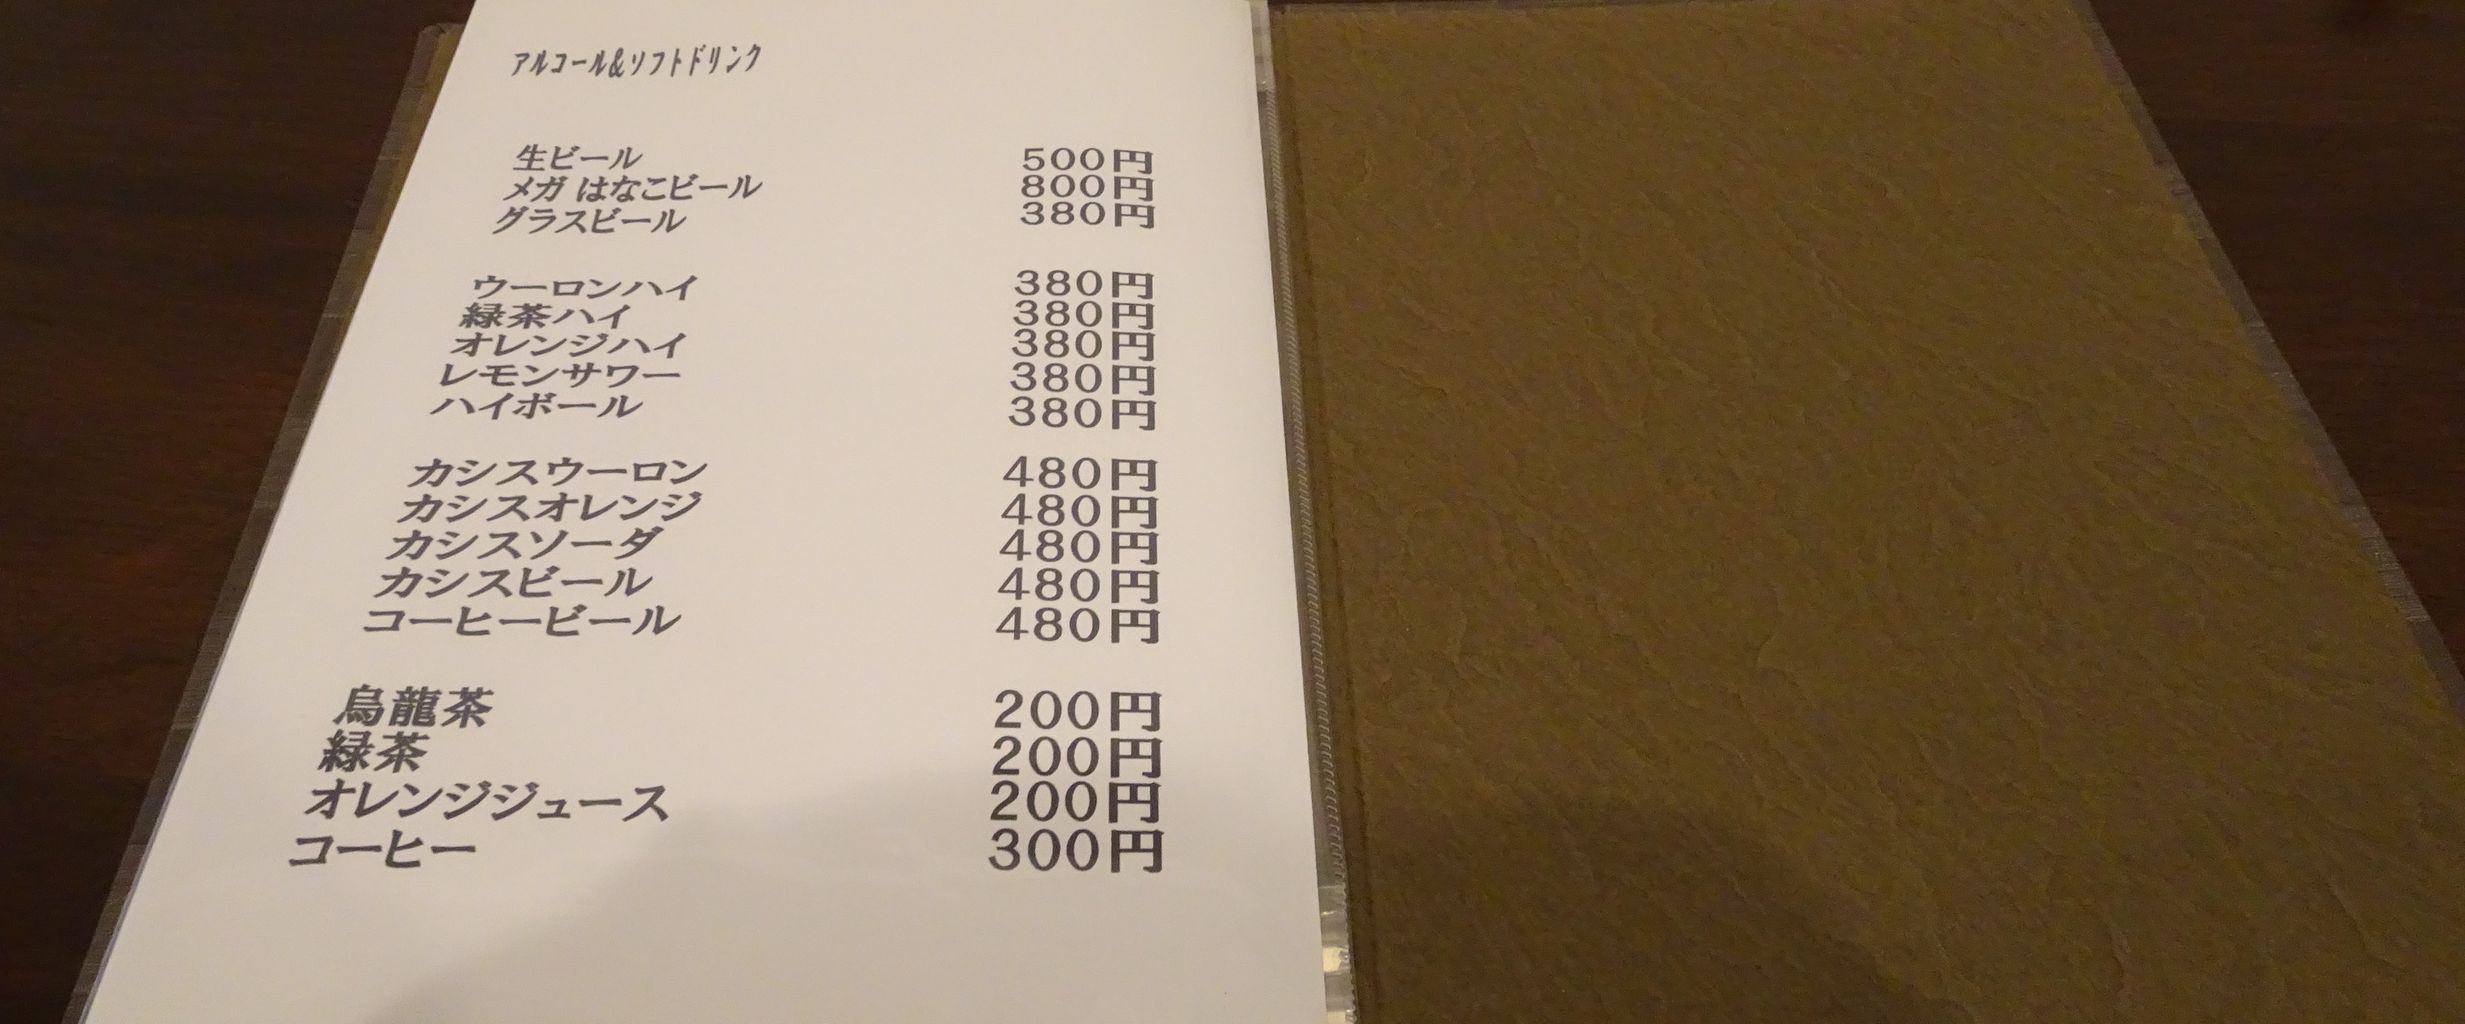 アルコール&ソフトドリンク
生ビール 500円
メガ はなこビール 800円
グラスビール 380円
ウーロンハイ 380円
緑茶ハイ 380円
オレンジハイ 380円
レモンサワー 380円
ハイボール 380円
カシスウーロン 480円
カシスオレンジ 480円
カシスソーダ 480円
カシスビール 480円
コーヒービール 480円
烏龍茶 200円
緑茶 200円
オレンジジュース 200円
コーヒー 300円